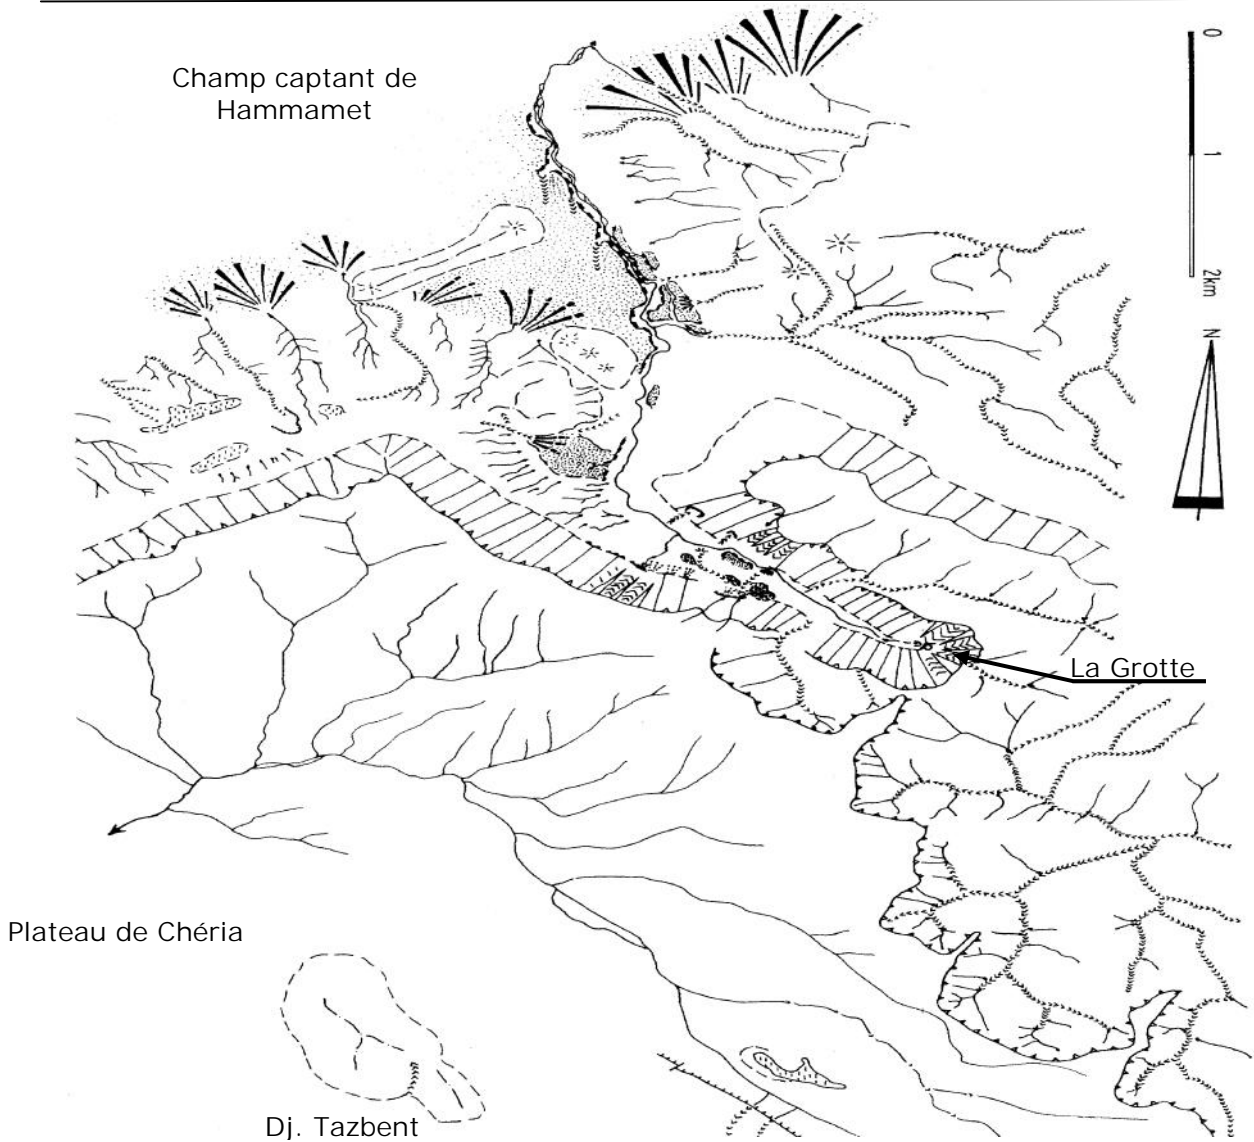 Champ captant de
Hammamet
0
1
2km
N
La Grotte
Plateau de Chéria
Dj. Tazbent